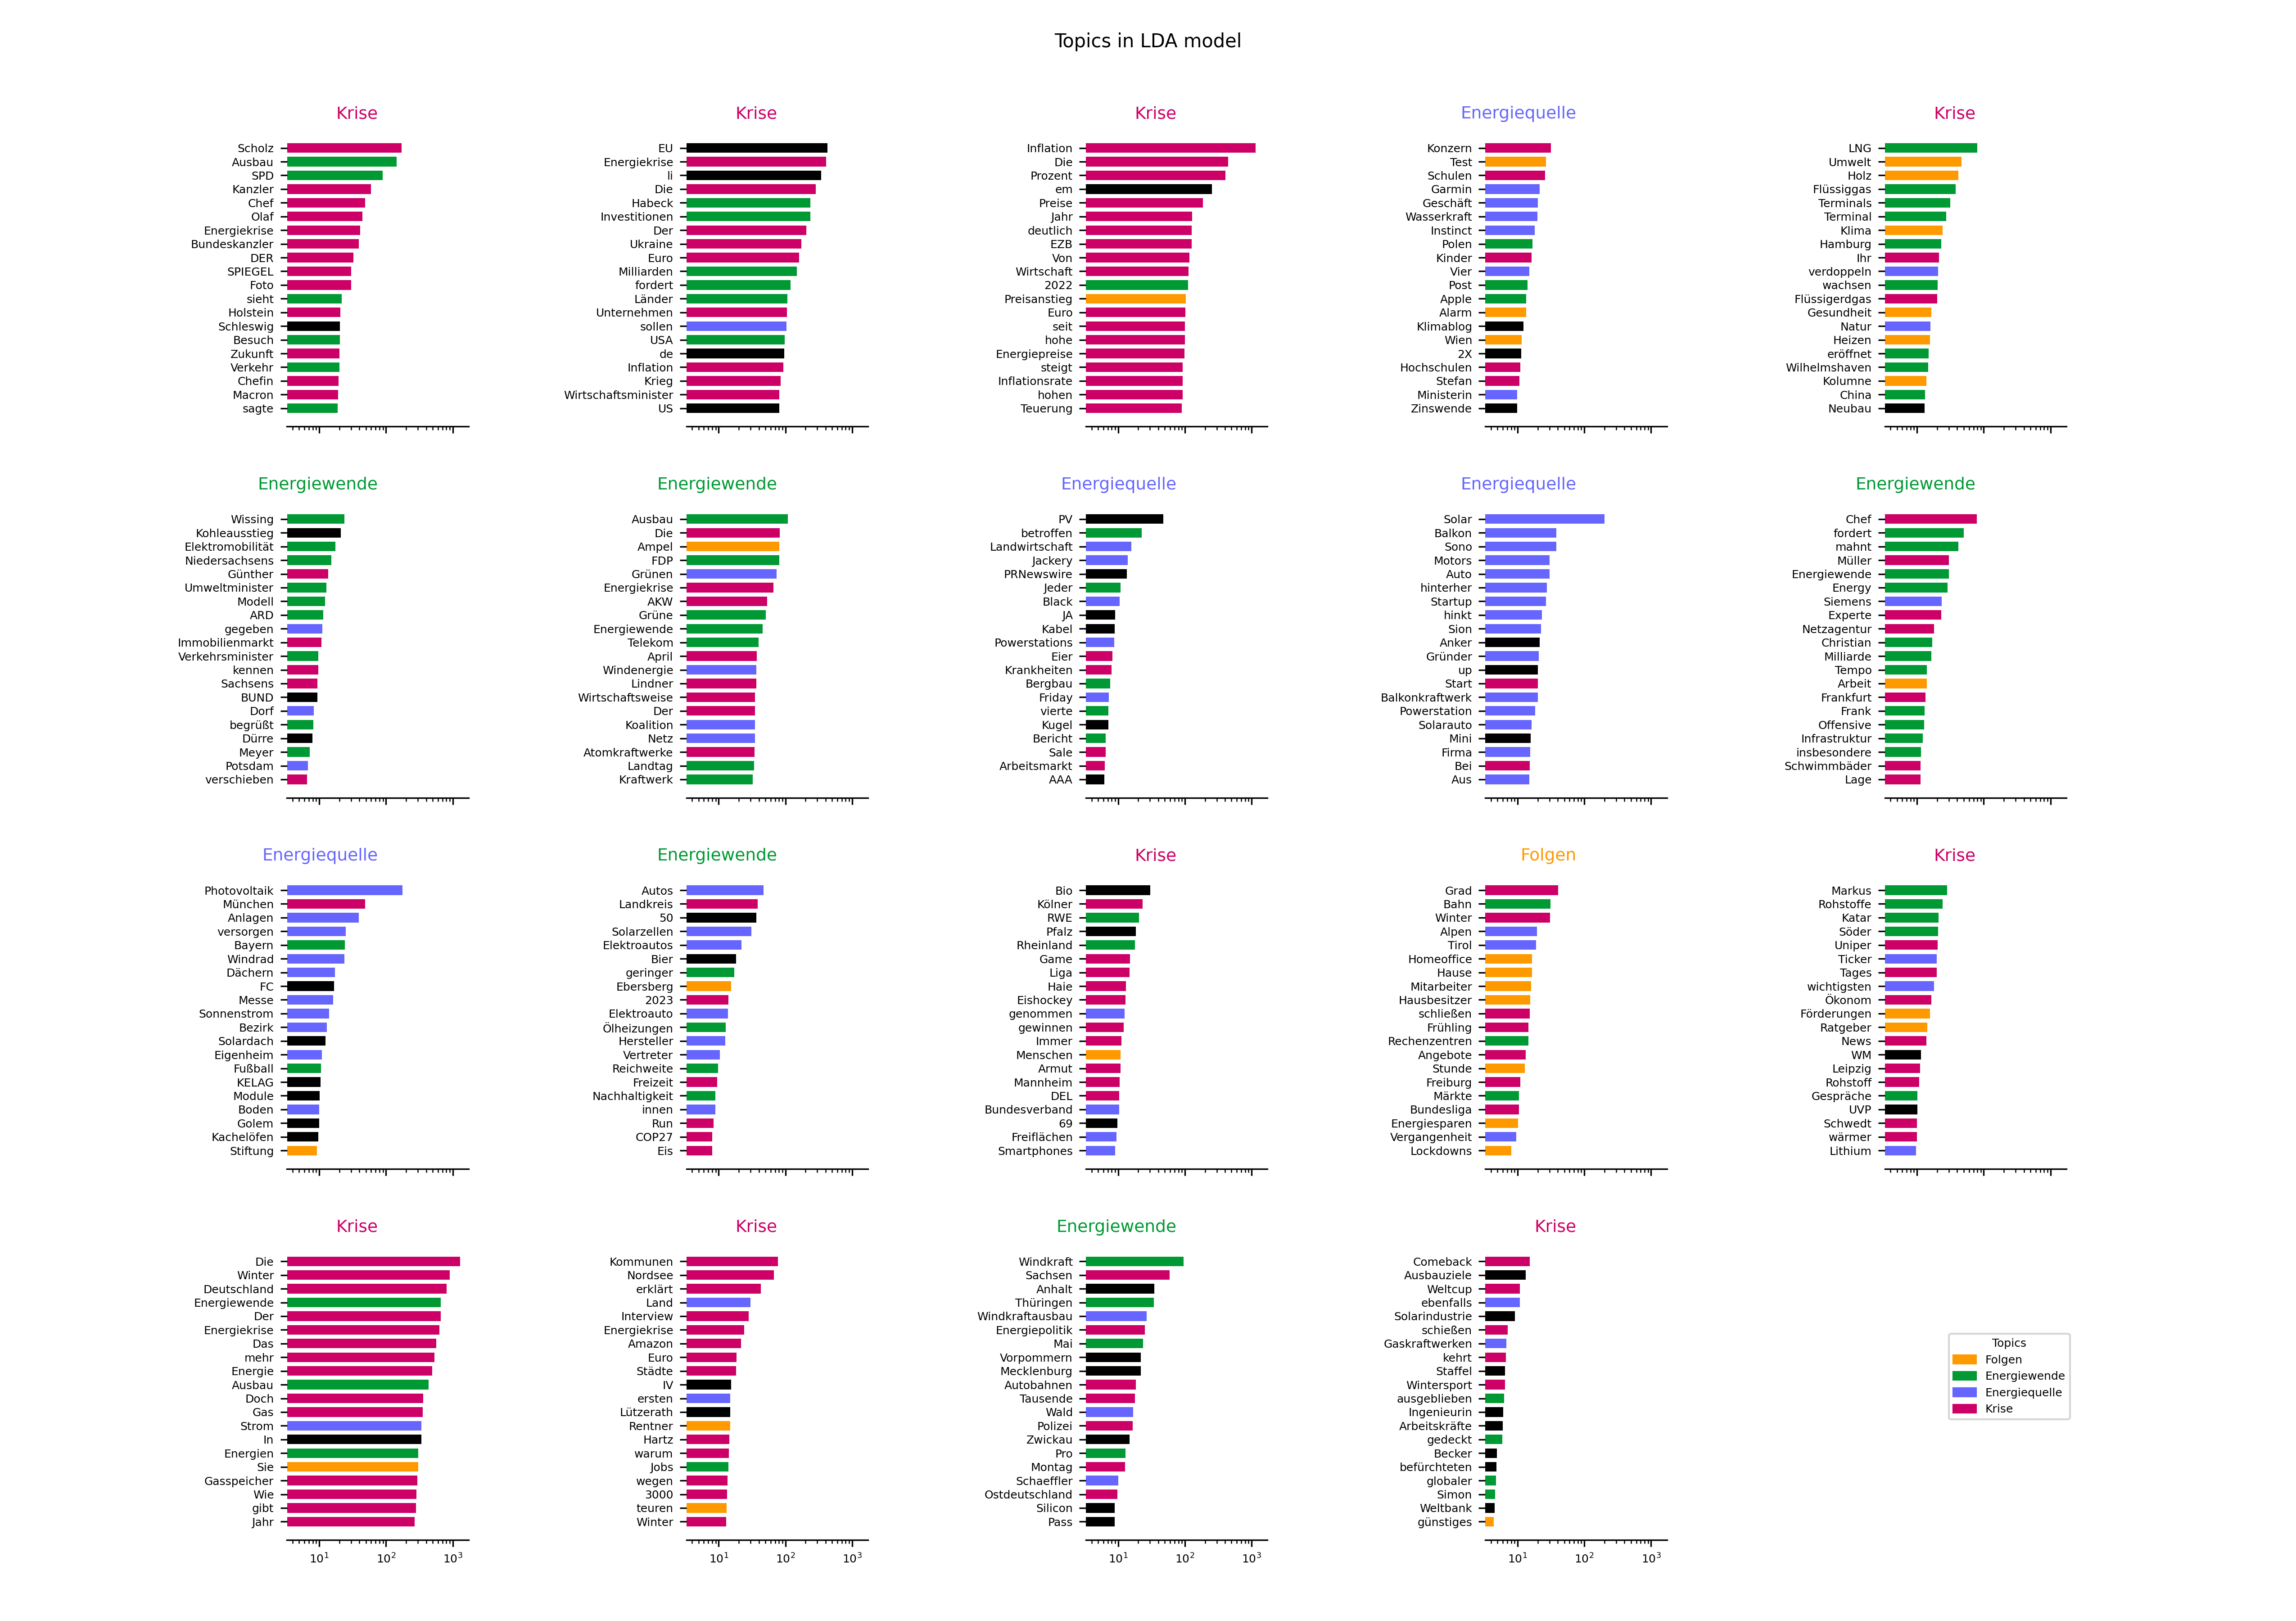 Topics in LDA model
Krise
Scholz
Ausbau
SPD
Kanzler
Chef
Olaf
Energiekrise
Bundeskanzler
DER
SPIEGEL
Foto
sieht
Holstein
Schleswig
Besuch
Zukunft
Verkehr
Chefin
Macron
sagte
Krise
EU
Energiekrise
li
Die
Habeck
Investitionen
Der
Ukraine
Euro
Milliarden
fordert
Länder
Unternehmen
sollen
USA
de
Inflation
Krieg
Wirtschaftsminister
US
Krise
Inflation
Die
Prozent
em
Preise
Jahr
deutlich
EZB
Von
Wirtschaft
2022
Preisanstieg
Euro
seit
hohe
Energiepreise
steigt
Inflationsrate
hohen
Teuerung
Energiequelle
Konzern
Test
Schulen
Garmin
Geschäft
Wasserkraft
Instinct
Polen
Kinder
Vier
Post
Apple
Alarm
Klimablog
Wien
2X
Hochschulen
Stefan
Ministerin
Zinswende
Krise
LNG
Umwelt
Holz
Flüssiggas
Terminals
Terminal
Klima
Hamburg
Ihr
verdoppeln
wachsen
Flüssigerdgas
Gesundheit
Natur
Heizen
eröffnet
Wilhelmshaven
Kolumne
China
Neubau
Energiewende
Wissing
Kohleausstieg
Elektromobilität
Niedersachsens
Günther
Umweltminister
Modell
ARD
gegeben
Immobilienmarkt
Verkehrsminister
kennen
Sachsens
BUND
Dorf
begrüßt
Dürre
Meyer
Potsdam
verschieben
Energiewende
Ausbau
Die
Ampel
FDP
Grünen
Energiekrise
AKW
Grüne
Energiewende
Telekom
April
Windenergie
Lindner
Wirtschaftsweise
Der
Koalition
Netz
Atomkraftwerke
Landtag
Kraftwerk
Energiequelle
PV
betroffen
Landwirtschaft
Jackery
PRNewswire
Jeder
Black
JA
Kabel
Powerstations
Eier
Krankheiten
Bergbau
Friday
vierte
Kugel
Bericht
Sale
Arbeitsmarkt
AAA
Energiequelle
Solar
Balkon
Sono
Motors
Auto
hinterher
Startup
hinkt
Sion
Anker
Gründer
up
Start
Balkonkraftwerk
Powerstation
Solarauto
Mini
Firma
Bei
Aus
Energiewende
Chef
fordert
mahnt
Müller
Energiewende
Energy
Siemens
Experte
Netzagentur
Christian
Milliarde
Tempo
Arbeit
Frankfurt
Frank
Offensive
Infrastruktur
insbesondere
Schwimmbäder
Lage
Energiequelle
Photovoltaik
München
Anlagen
versorgen
Bayern
Windrad
Dächern
FC
Messe
Sonnenstrom
Bezirk
Solardach
Eigenheim
Fußball
KELAG
Module
Boden
Golem
Kachelöfen
Stiftung
Energiewende
Autos
Landkreis
50
Solarzellen
Elektroautos
Bier
geringer
Ebersberg
2023
Elektroauto
Ölheizungen
Hersteller
Vertreter
Reichweite
Freizeit
Nachhaltigkeit
innen
Run
COP27
Eis
Krise
Bio
Kölner
RWE
Pfalz
Rheinland
Game
Liga
Haie
Eishockey
genommen
gewinnen
Immer
Menschen
Armut
Mannheim
DEL
Bundesverband
69
Freiflächen
Smartphones
Folgen
Grad
Bahn
Winter
Alpen
Tirol
Homeoffice
Hause
Mitarbeiter
Hausbesitzer
schließen
Frühling
Rechenzentren
Angebote
Stunde
Freiburg
Märkte
Bundesliga
Energiesparen
Vergangenheit
Lockdowns
Krise
Markus
Rohstoffe
Katar
Söder
Uniper
Ticker
Tages
wichtigsten
Ökonom
Förderungen
Ratgeber
News
WM
Leipzig
Rohstoff
Gespräche
UVP
Schwedt
wärmer
Lithium
Krise
Die
Winter
Deutschland
Energiewende
Der
Energiekrise
Das
mehr
Energie
Ausbau
Doch
Gas
Strom
In
Energien
Sie
Gasspeicher
Wie
gibt
Jahr
10¹ 10² 10³
Krise
Kommunen
Nordsee
erklärt
Land
Interview
Energiekrise
Amazon
Euro
Städte
IV
ersten
Lützerath
Rentner
Hartz
warum
Jobs
wegen
3000
teuren
Winter
10¹ 10² 10³
Energiewende
Windkraft
Sachsen
Anhalt
Thüringen
Windkraftausbau
Energiepolitik
Mai
Vorpommern
Mecklenburg
Autobahnen
Tausende
Wald
Polizei
Zwickau
Pro
Montag
Schaeffler
Ostdeutschland
Silicon
Pass
10¹ 10² 10³
Krise
Comeback
Ausbauziele
Weltcup
ebenfalls
Solarindustrie
schießen
Gaskraftwerken
kehrt
Staffel
Wintersport
ausgeblieben
Ingenieurin
Arbeitskräfte
gedeckt
Becker
befürchteten
globaler
Simon
Weltbank
günstiges
10¹ 10² 10³
Topics
Folgen
Energiewende
Energiequelle
Krise